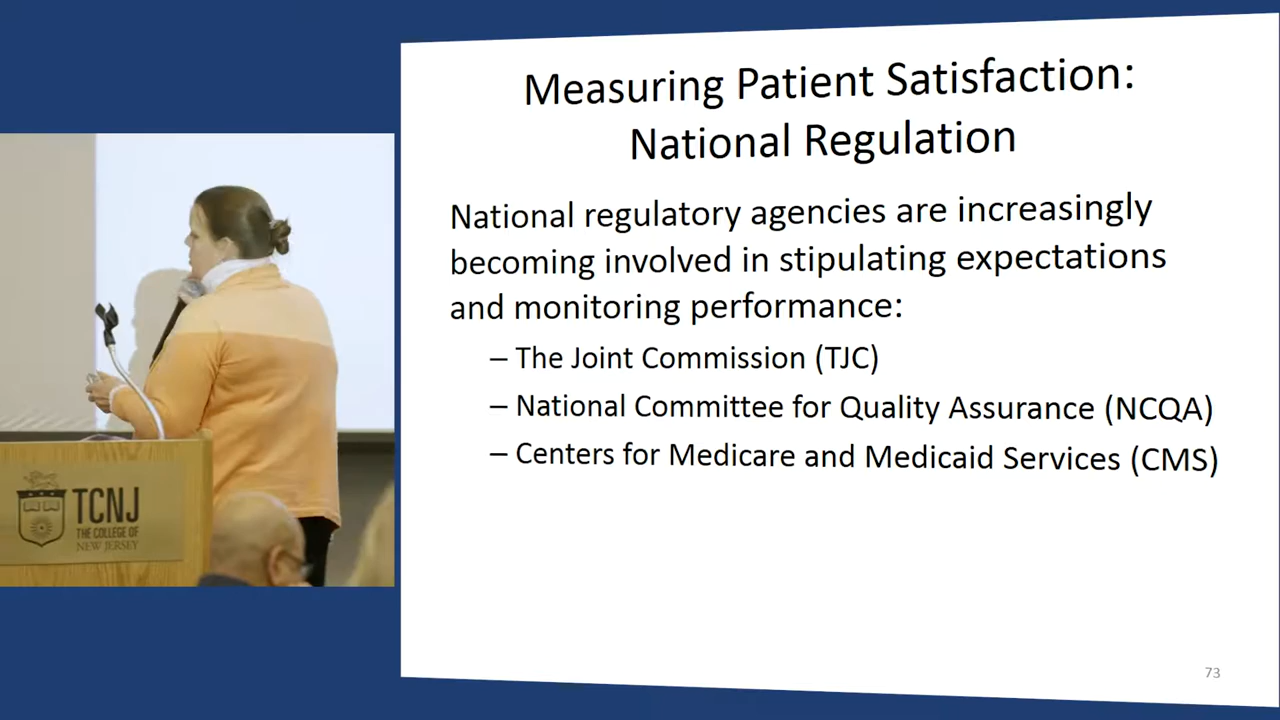 Measuring Patient Satisfaction:
National Regulation
National regulatory agencies are increasingly
becoming involved in stipulating expectations
and monitoring performance:
– The Joint Commission (TJC)
– National Committee for Quality Assurance (NCQA)
– Centers for Medicare and Medicaid Services (CMS)
73
TCNJ
THE COLLEGE OF
NEW JERSEY